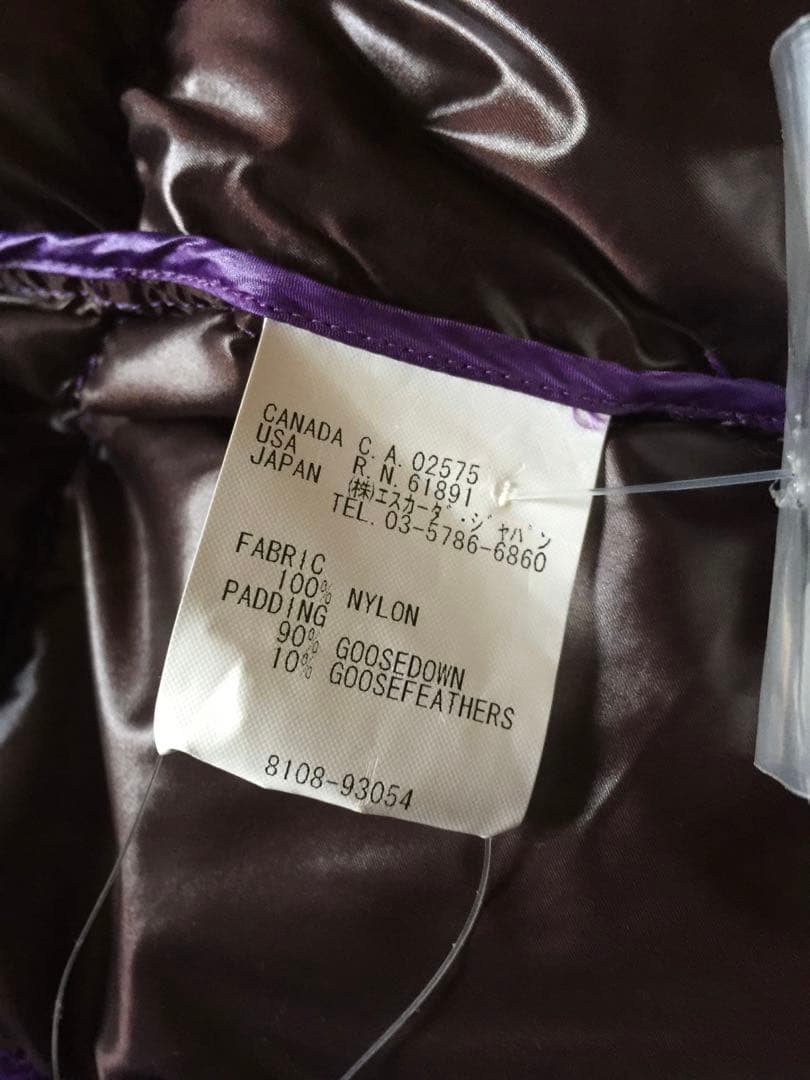 CANADA C.A. 02575
USA R.N. 61891
JAPAN (株)ｴｽｶｰﾀﾞ･ｼﾞｬﾊﾟﾝ
TEL. 03-5786-6860
FABRIC
100% NYLON
PADDING
90% GOOSEDOWN
10% GOOSEFEATHERS
8108-93054